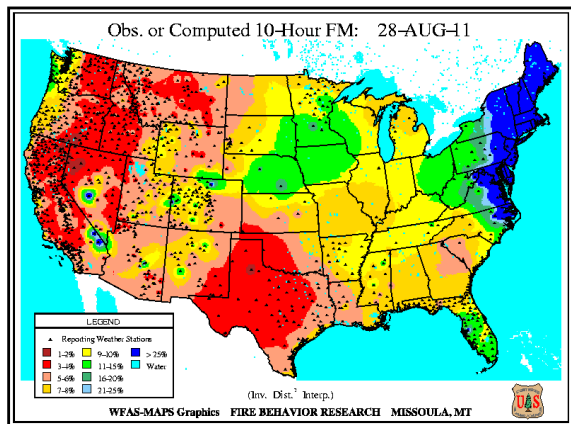 Obs. or Computed 10-Hour FM: 28-AUG-11
LEGEND
Reporting Weather Stations
1-2%
3-4%
5-6%
7-8%
9-10%
11-15%
16-20%
21-25%
> 25%
Water
(Inv. Dist.² Interp.)
WFAS-MAPS Graphics FIRE BEHAVIOR RESEARCH MISSOULA, MT
U S